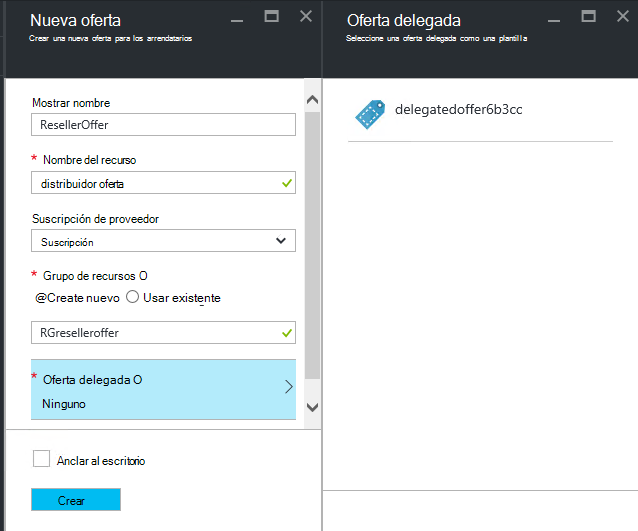 Nueva oferta
Crear una nueva oferta para los arrendatarios
Mostrar nombre
ResellerOffer
* Nombre del recurso
distribuidor oferta
Suscripción de proveedor
Suscripción
* Grupo de recursos O
@Create nuevo Usar existente
RGreselleroffer
* Oferta delegada O
Ninguno
Anclar al escritorio
Crear
Oferta delegada
Seleccione una oferta delegada como una plantilla
delegatedoffer6b3cc